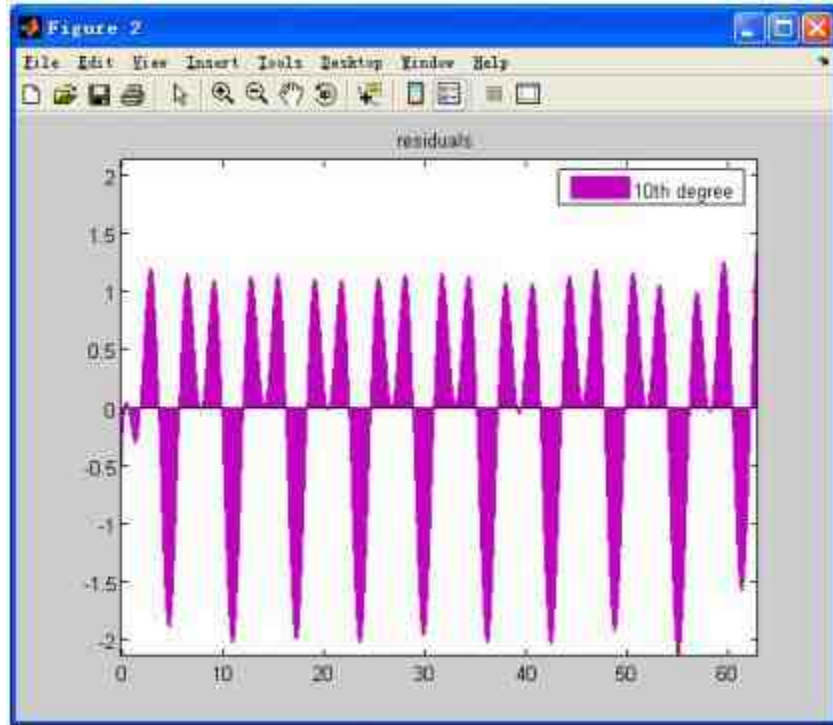 Figure 2
File Edit View Insert Tools Desktop Window Help
residuals
10th degree
2
1.5
1
0.5
0
-0.5
-1
-1.5
-2
0 10 20 30 40 50 60